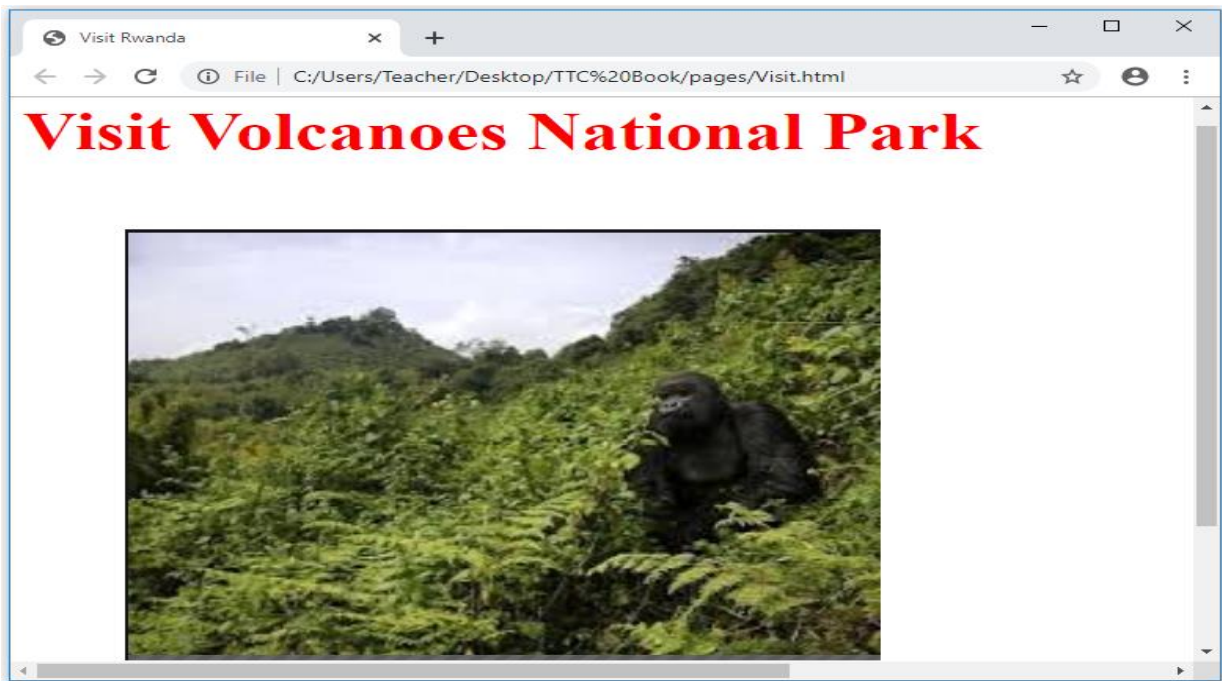 Visit Rwanda
File | C:/Users/Teacher/Desktop/TTC%20Book/pages/Visit.html
Visit Volcanoes National Park